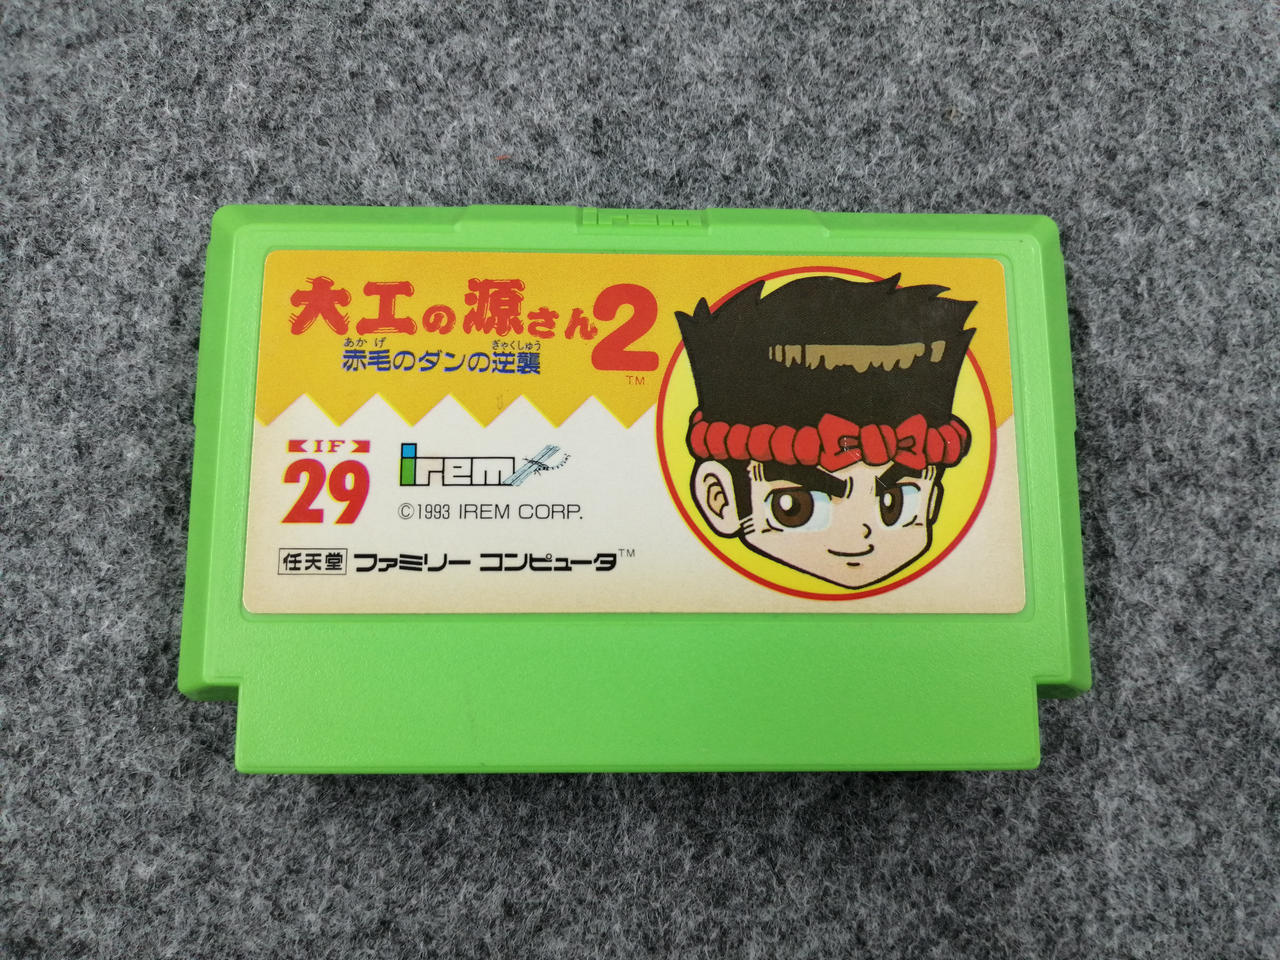 irem
大工の源さん2
あかげ ぎゃくしゅう
赤毛のダンの逆襲
TM
IF
29
irem
©1993 IREM CORP.
任天堂 ファミリーコンピュータ™